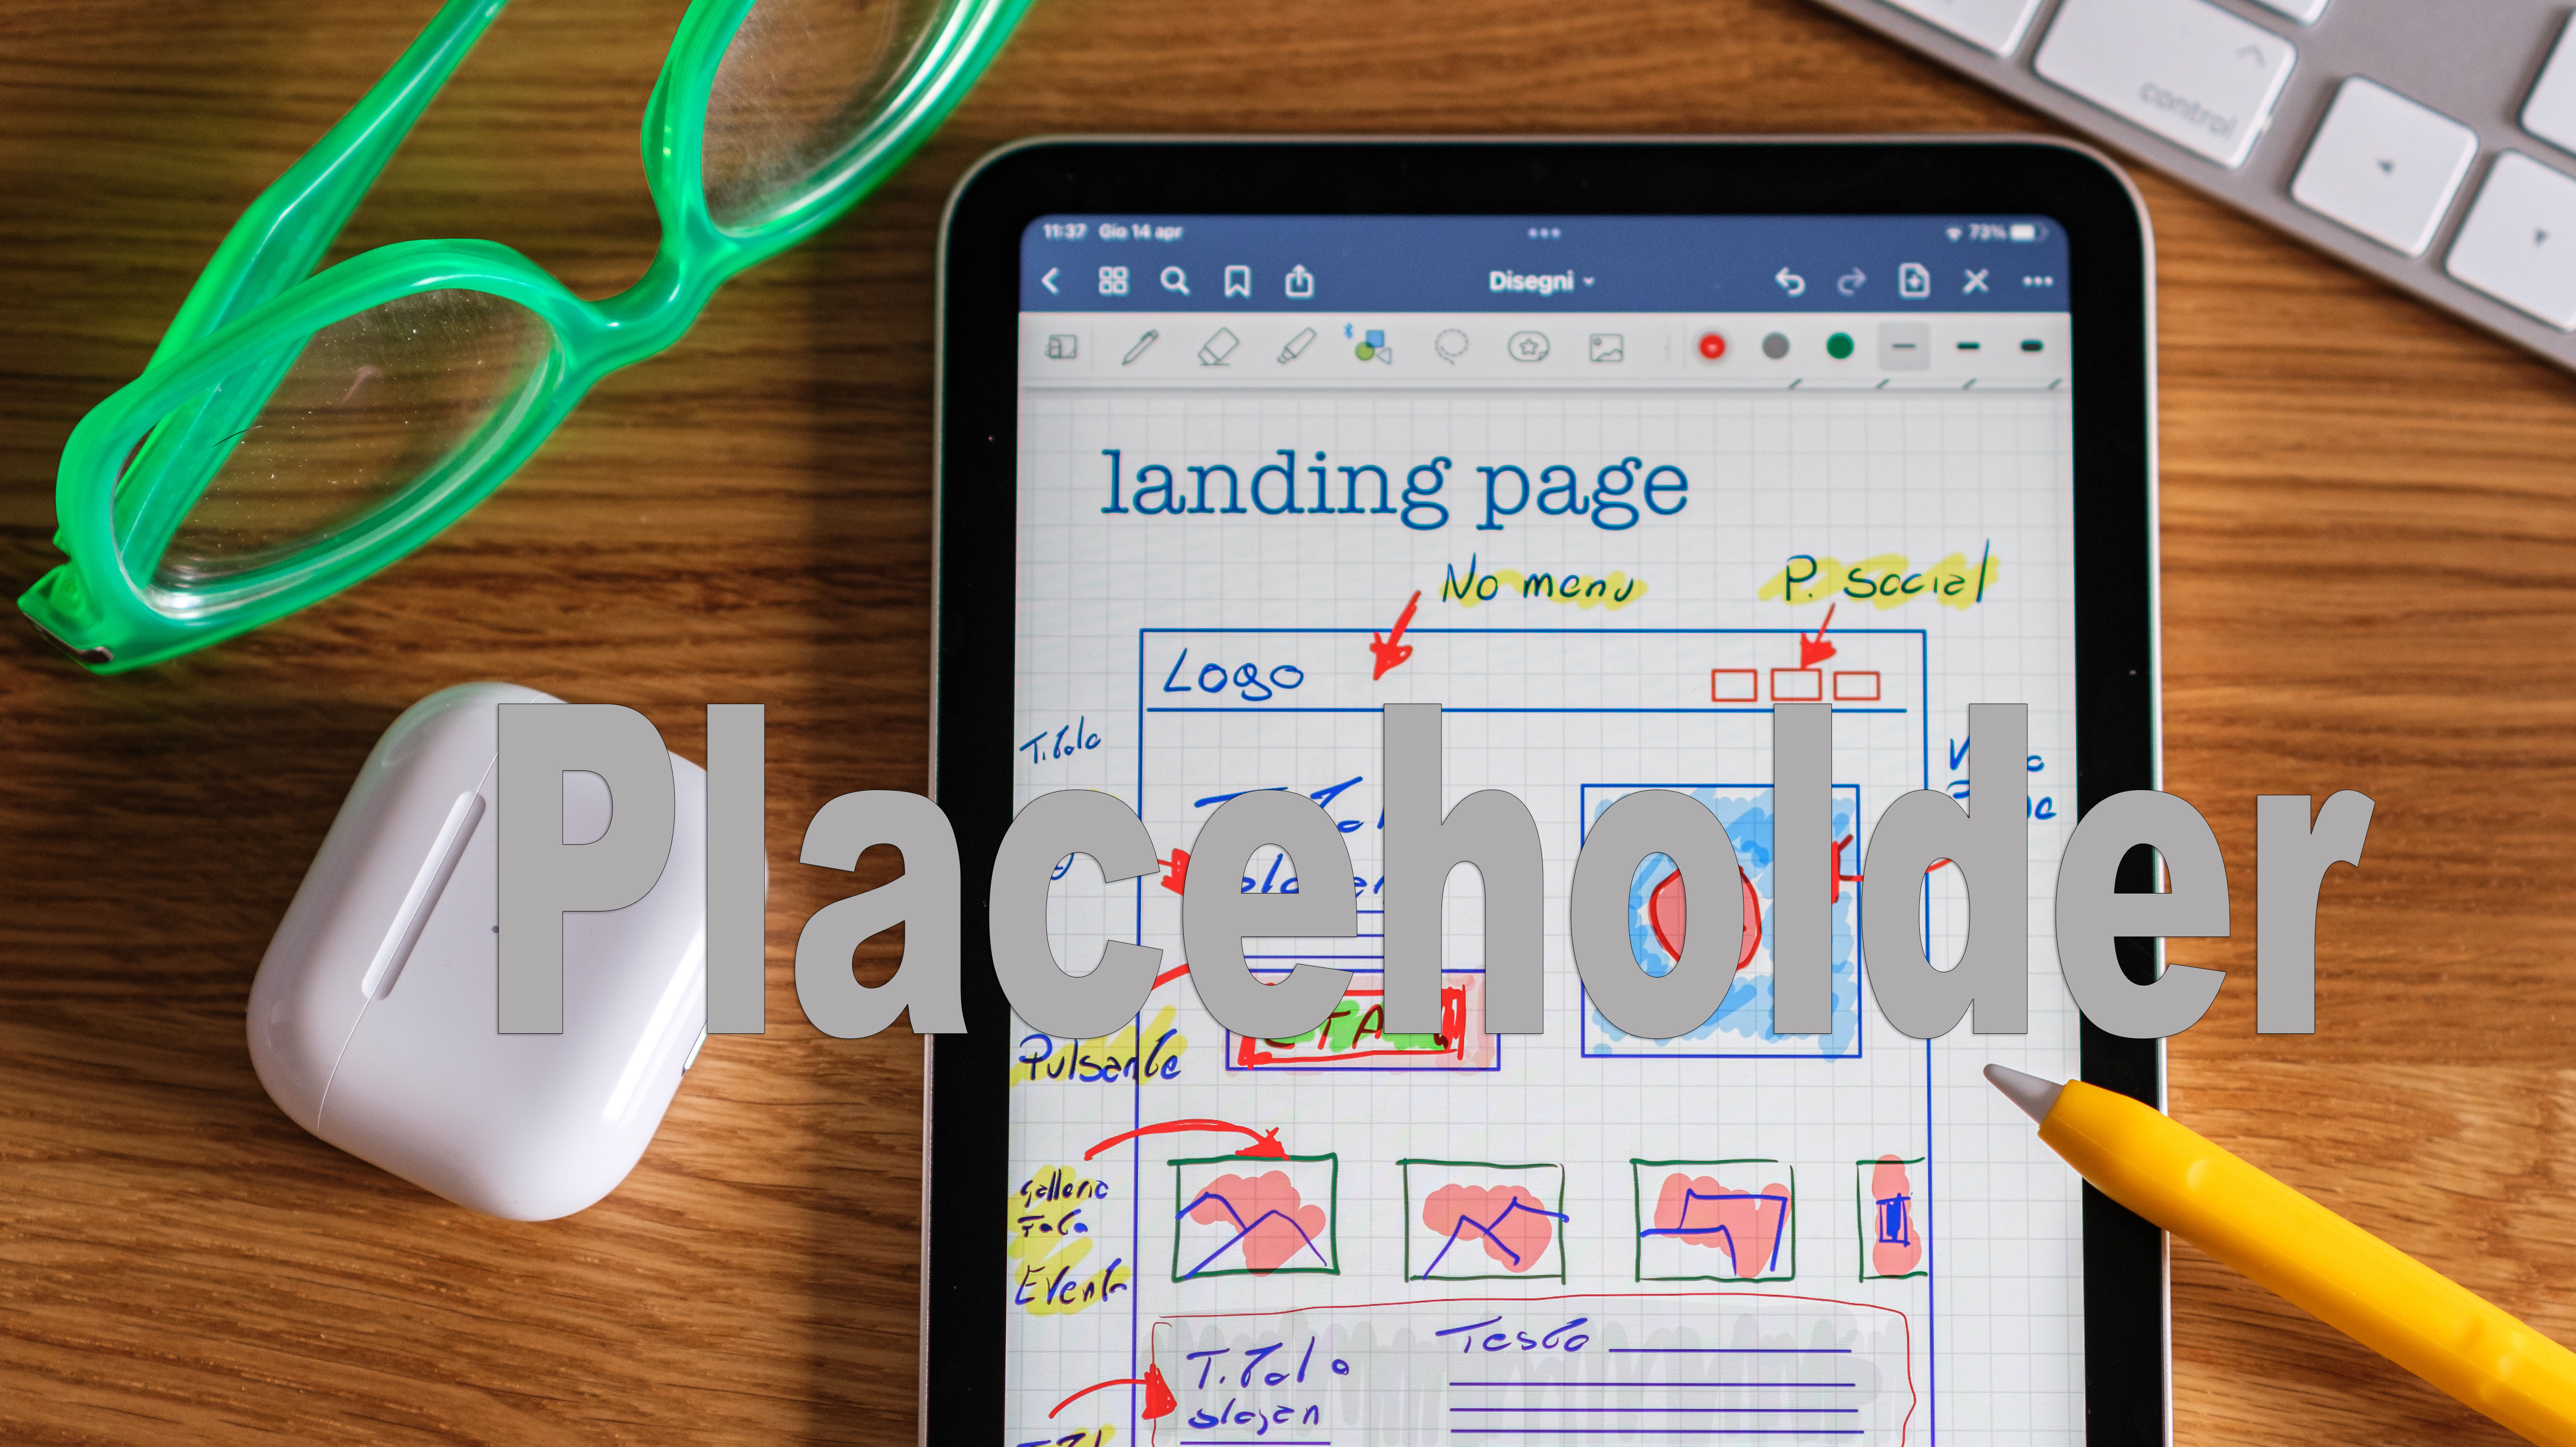 control
11:37 Gio 14 apr 73%
Disegni
landing page
No menu P. social
Logo
Titolo
Placeholder
CTA
Pulsante
galleria
foto
Evento
Titolo Testo
slogan